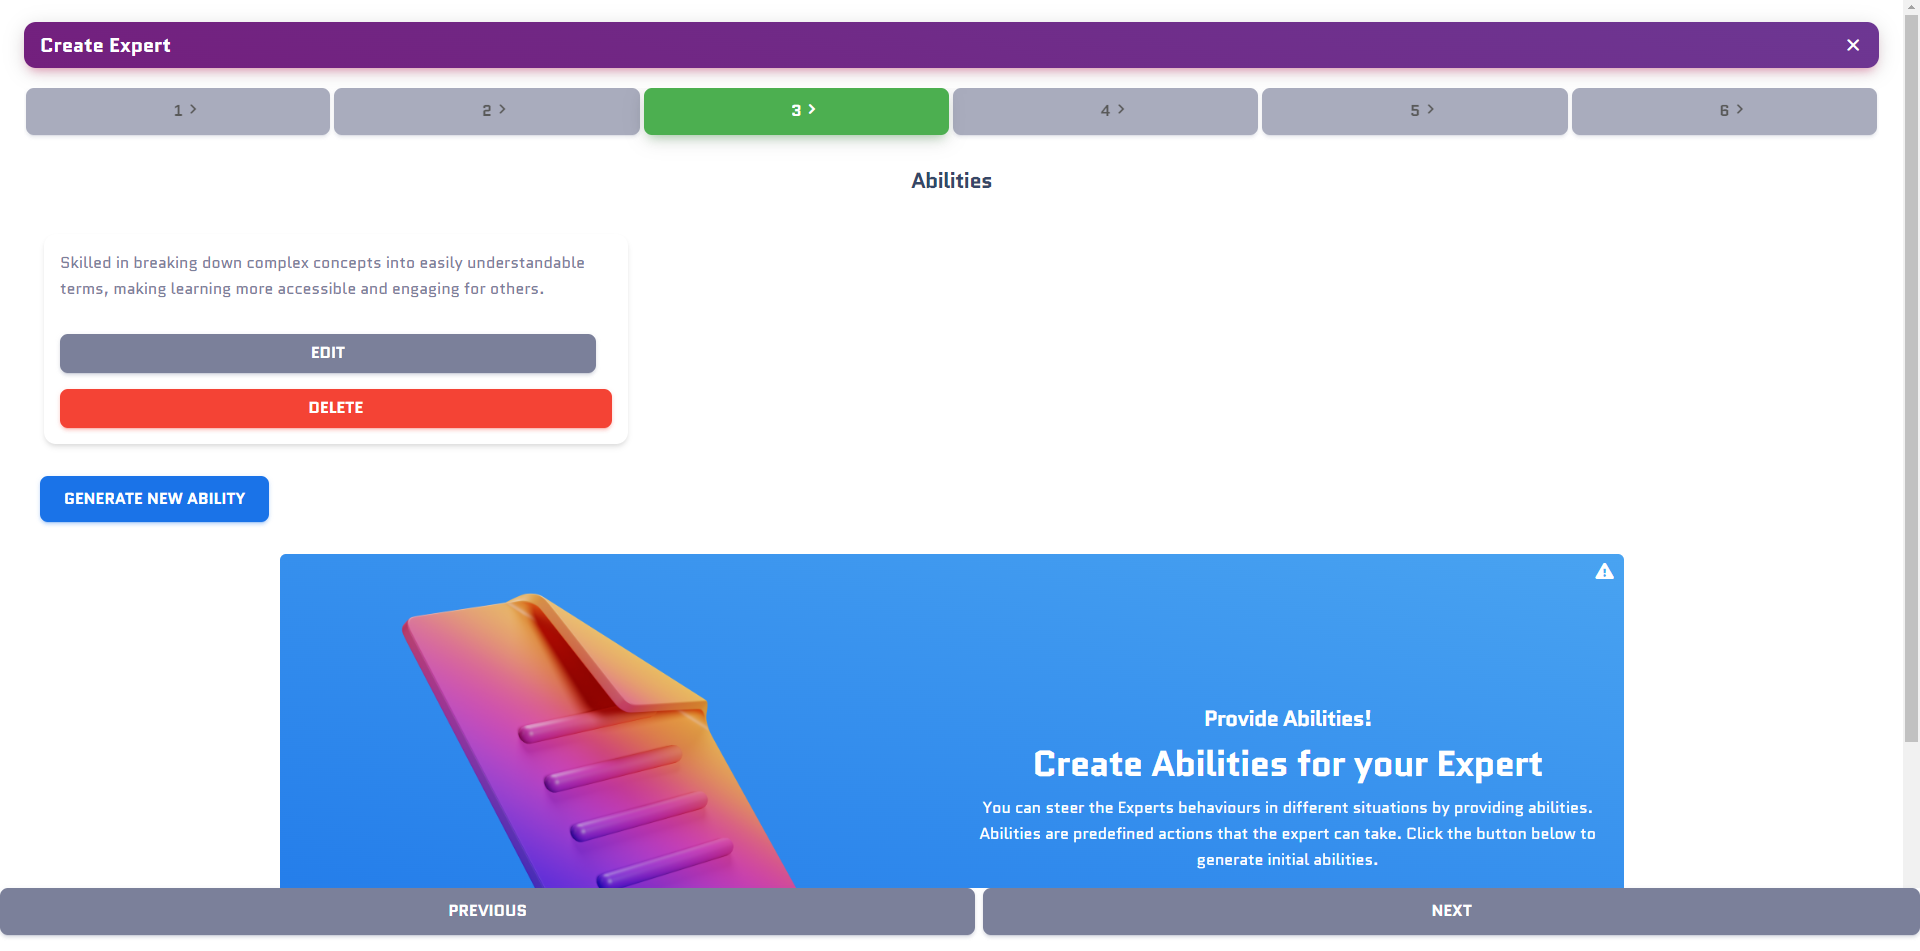 Create Expert
1
2
3
4
5
6
Abilities
Skilled in breaking down complex concepts into easily understandable
terms, making learning more accessible and engaging for others.
EDIT
DELETE
GENERATE NEW ABILITY
Provide Abilities!
Create Abilities for your Expert
You can steer the Experts behaviours in different situations by providing abilities.
Abilities are predefined actions that the expert can take. Click the button below to
generate initial abilities.
PREVIOUS
NEXT